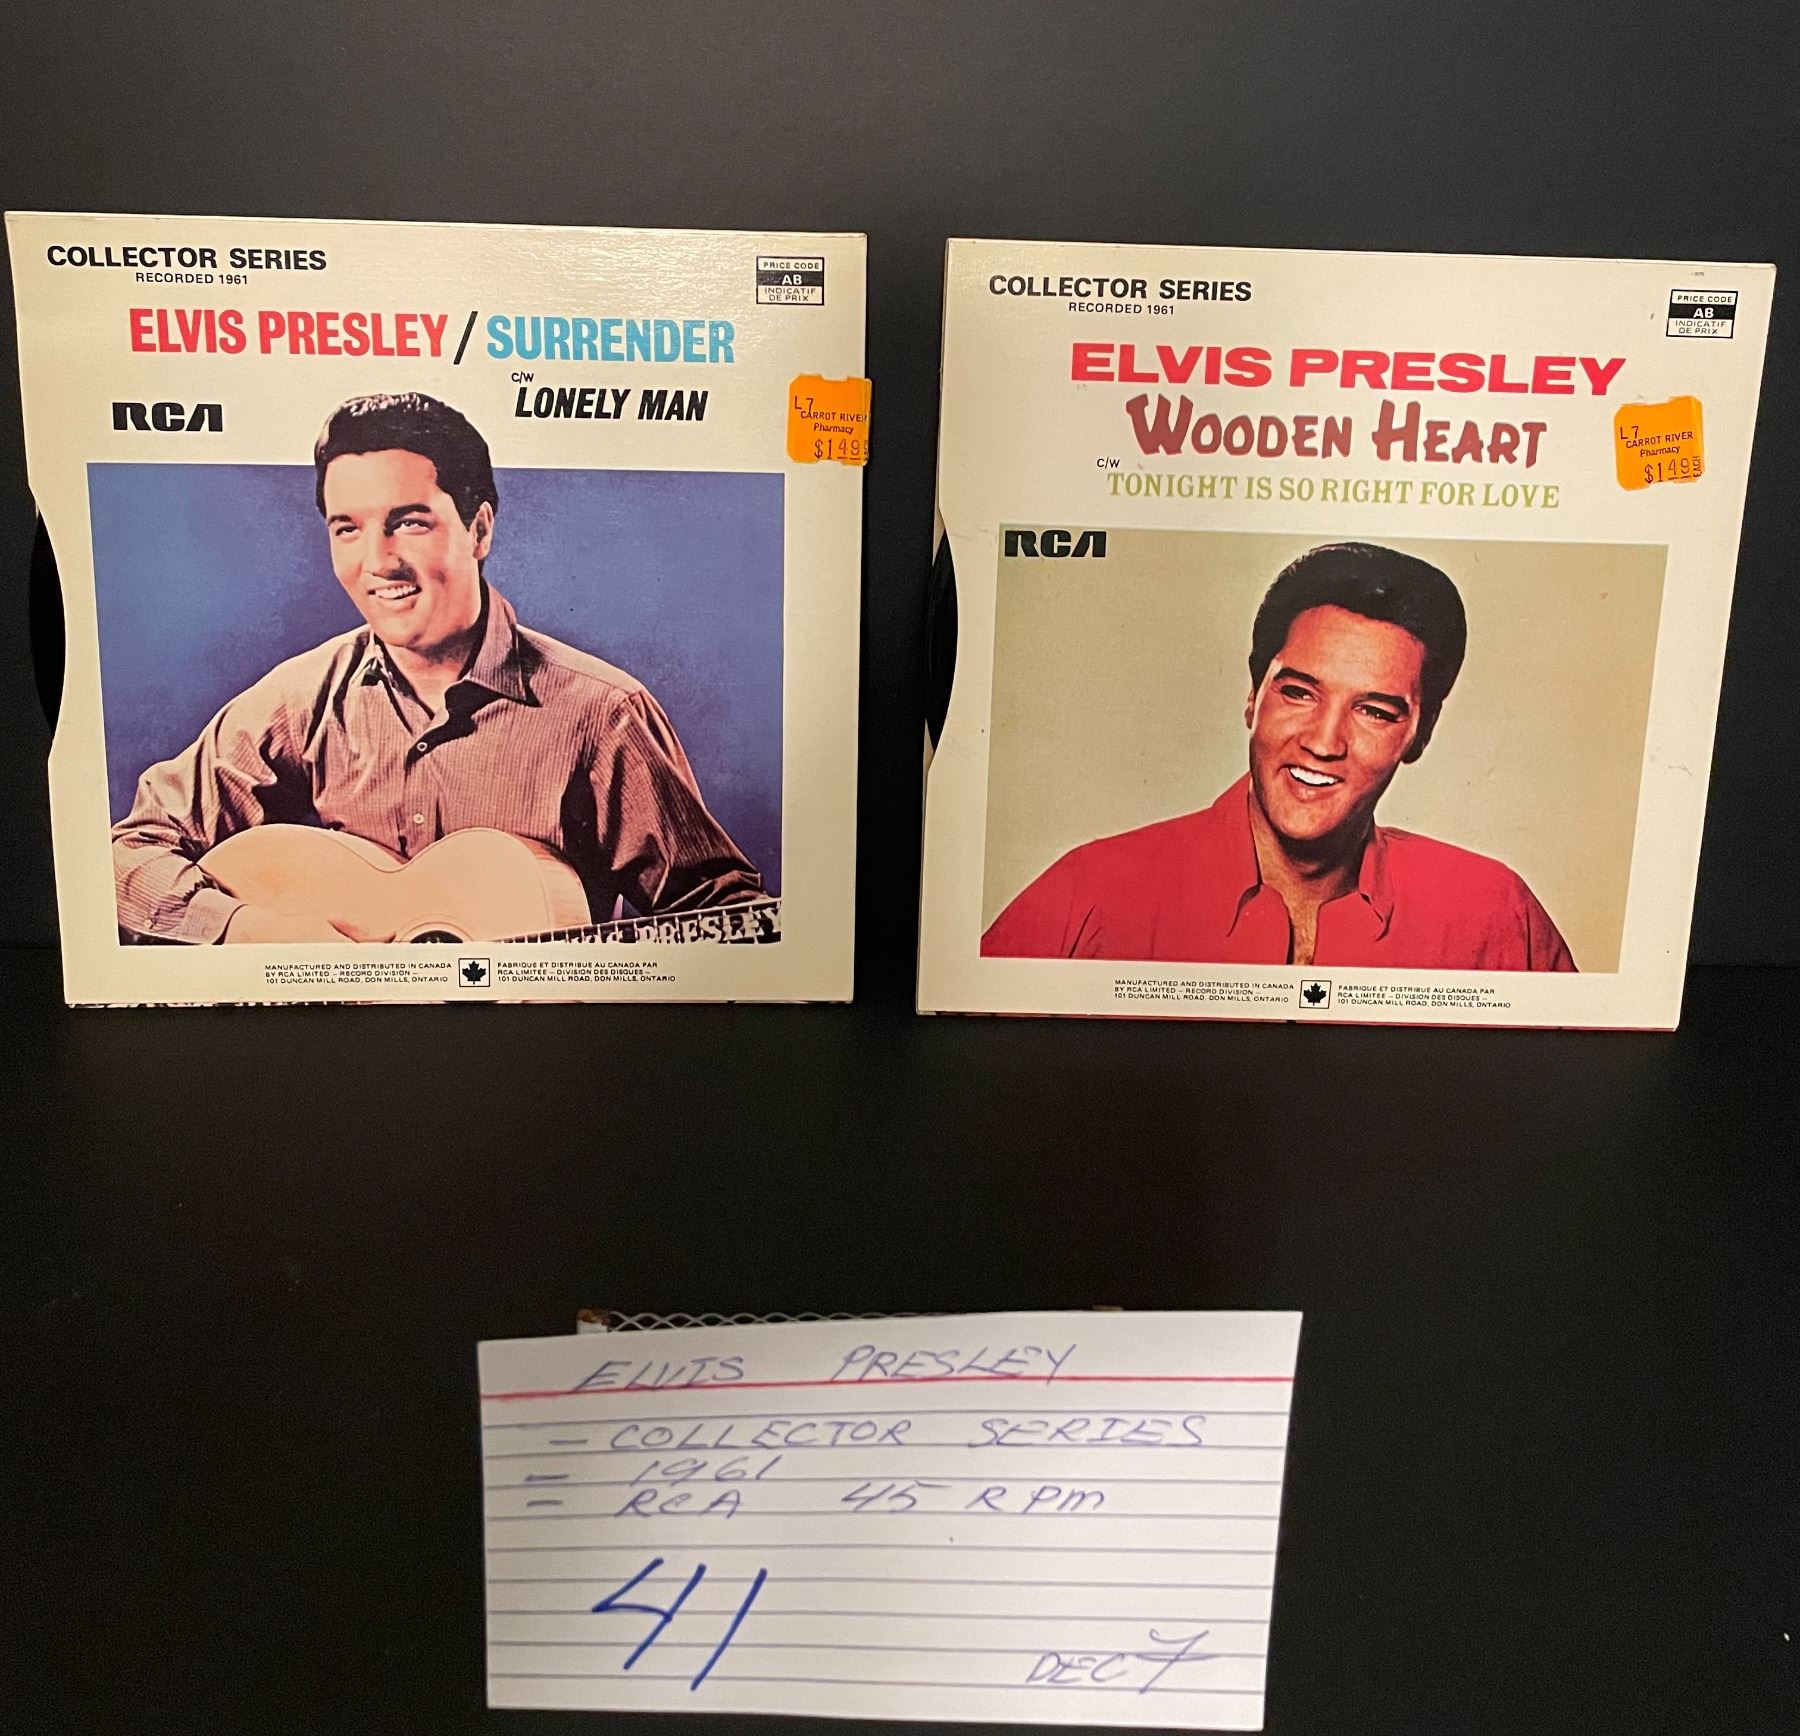 COLLECTOR SERIES
RECORDED 1961
PRICE CODE
AB
INDICATIF
DE PRIX
ELVIS PRESLEY/SURRENDER
C/W
LONELY MAN
RCA
L7
CARROT RIVER
Pharmacy
$1.49
EACH
PRESLEY
MANUFACTURED AND DISTRIBUTED IN CANADA
BY RCA LIMITED – RECORD DIVISION –
101 DUNCAN MILL ROAD, DON MILLS, ONTARIO
FABRIQUE ET DISTRIBUE AU CANADA PAR
RCA LIMITEE – DIVISION DES DISQUES –
101 DUNCAN MILL ROAD, DON MILLS, ONTARIO
COLLECTOR SERIES
RECORDED 1961
PRICE CODE
AB
INDICATIF
DE PRIX
ELVIS PRESLEY
WOODEN HEART
C/W
TONIGHT IS SO RIGHT FOR LOVE
L7
CARROT RIVER
Pharmacy
$1.49
EACH
RCA
MANUFACTURED AND DISTRIBUTED IN CANADA
BY RCA LIMITED – RECORD DIVISION –
101 DUNCAN MILL ROAD, DON MILLS, ONTARIO
FABRIQUE ET DISTRIBUE AU CANADA PAR
RCA LIMITEE – DIVISION DES DISQUES –
101 DUNCAN MILL ROAD, DON MILLS, ONTARIO
ELVIS PRESLEY
– COLLECTOR SERIES
– 1961
– RCA 45 RPM
41
DEC 7